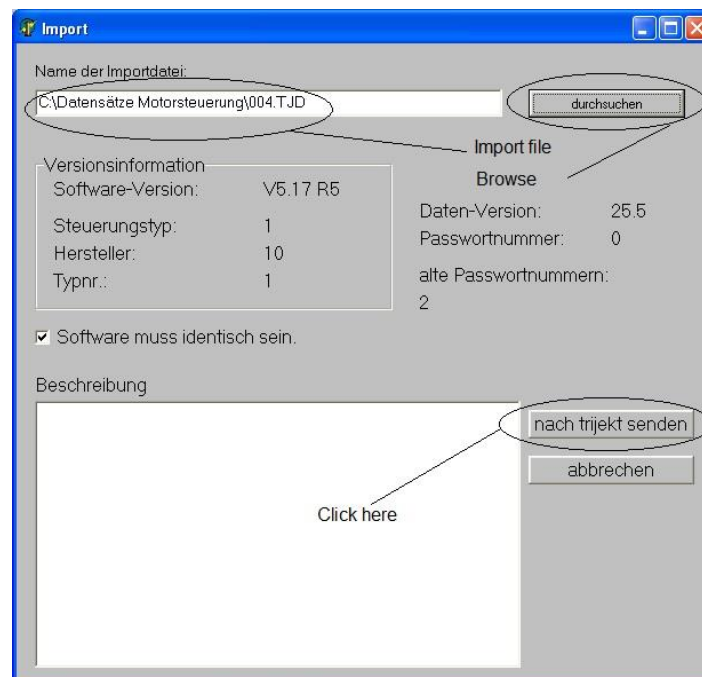 Import
Name der Importdatei:
C:\Datensätze Motorsteuerung\004.TJD
durchsuchen
Import file
Browse
Versionsinformation
Software-Version: V5.17 R5
Steuerungstyp: 1
Hersteller: 10
Typnr.: 1
Daten-Version: 25.5
Passwortnummer: 0
alte Passwortnummern:
2
Software muss identisch sein.
Beschreibung
nach trijekt senden
abbrechen
Click here